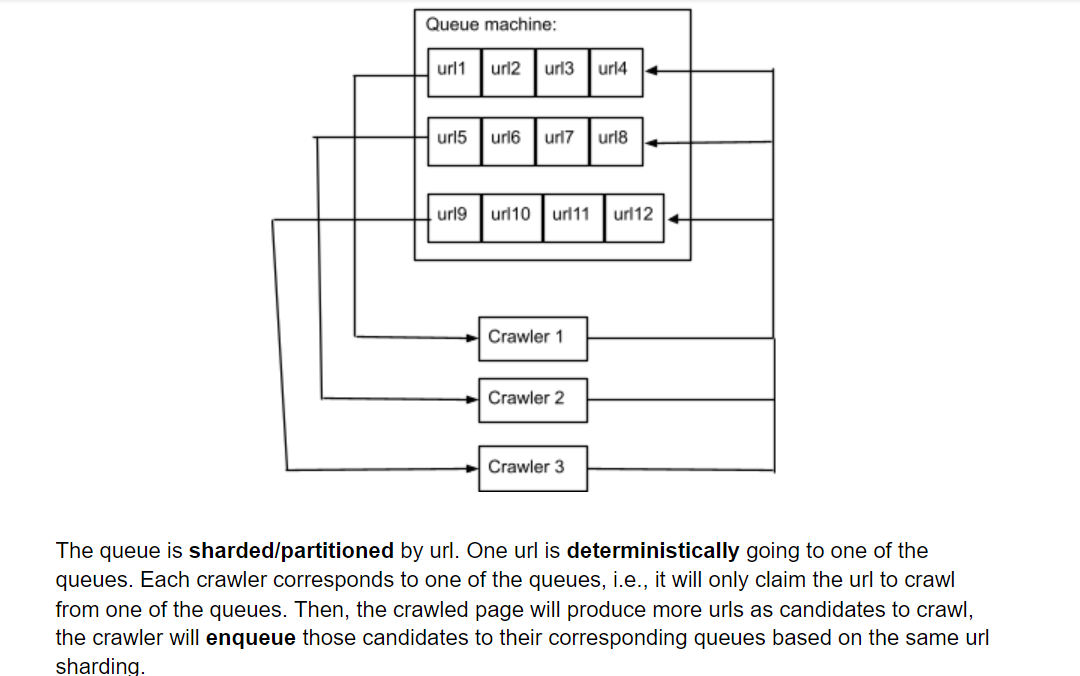 Queue machine:
url1 url2 url3 url4
url5 url6 url7 url8
url9 url10 url11 url12
Crawler 1
Crawler 2
Crawler 3
The queue is sharded/partitioned by url. One url is deterministically going to one of the
queues. Each crawler corresponds to one of the queues, i.e., it will only claim the url to crawl
from one of the queues. Then, the crawled page will produce more urls as candidates to crawl,
the crawler will enqueue those candidates to their corresponding queues based on the same url
sharding.